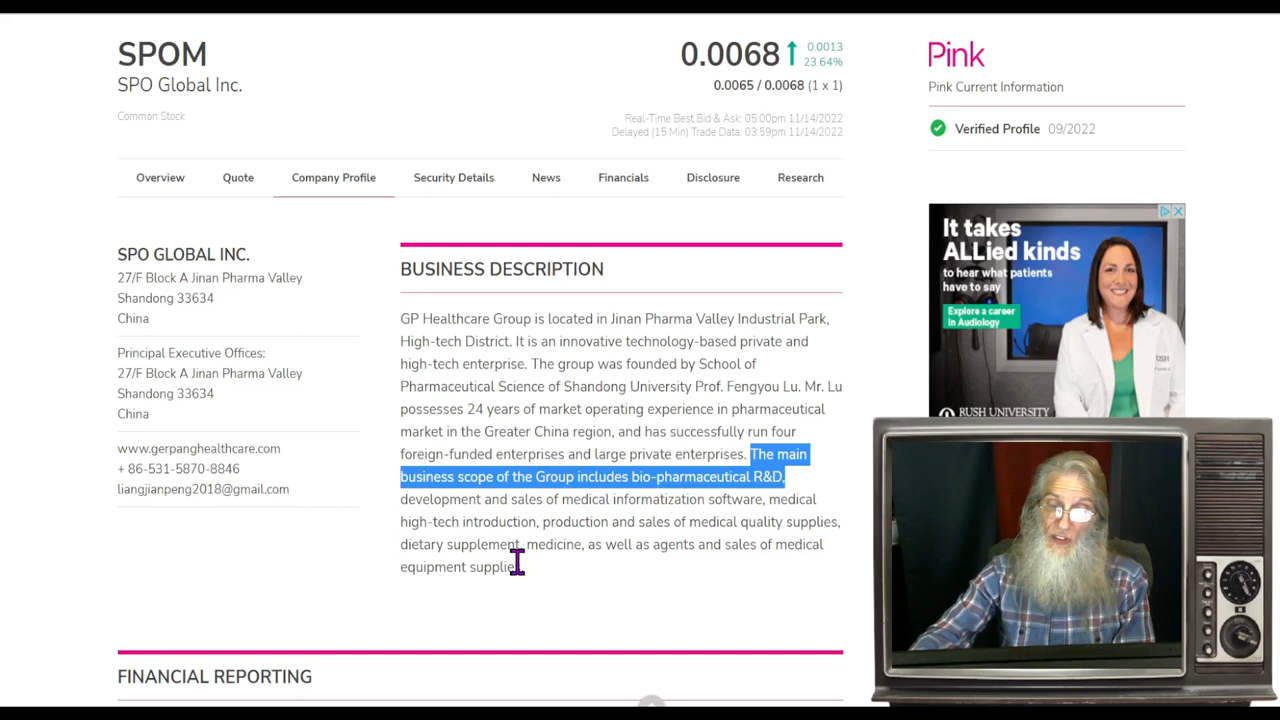 SPOM
SPO Global Inc.
Common Stock
0.0068 0.0013
23.64%
0.0065 / 0.0068 (1 x 1)
Real-Time Best Bid & Ask: 05:00pm 11/14/2022
Delayed (15 Min) Trade Data: 03:59pm 11/14/2022
Pink
Pink Current Information
Verified Profile 09/2022
Overview Quote Company Profile Security Details News Financials Disclosure Research
SPO GLOBAL INC.
27/F Block A Jinan Pharma Valley
Shandong 33634
China
Principal Executive Offices:
27/F Block A Jinan Pharma Valley
Shandong 33634
China
www.gerpanghealthcare.com
+ 86-531-5870-8846
liangjianpeng2018@gmail.com
BUSINESS DESCRIPTION
GP Healthcare Group is located in Jinan Pharma Valley Industrial Park,
High-tech District. It is an innovative technology-based private and
high-tech enterprise. The group was founded by School of
Pharmaceutical Science of Shandong University Prof. Fengyou Lu. Mr. Lu
possesses 24 years of market operating experience in pharmaceutical
market in the Greater China region, and has successfully run four
foreign-funded enterprises and large private enterprises. The main
business scope of the Group includes bio-pharmaceutical R&D,
development and sales of medical informatization software, medical
high-tech introduction, production and sales of medical quality supplies,
dietary supplement, medicine, as well as agents and sales of medical
equipment supplie
It takes
ALLied kinds
to hear what patients
have to say
Explore a career
in Audiology
RUSH UNIVERSITY
FINANCIAL REPORTING